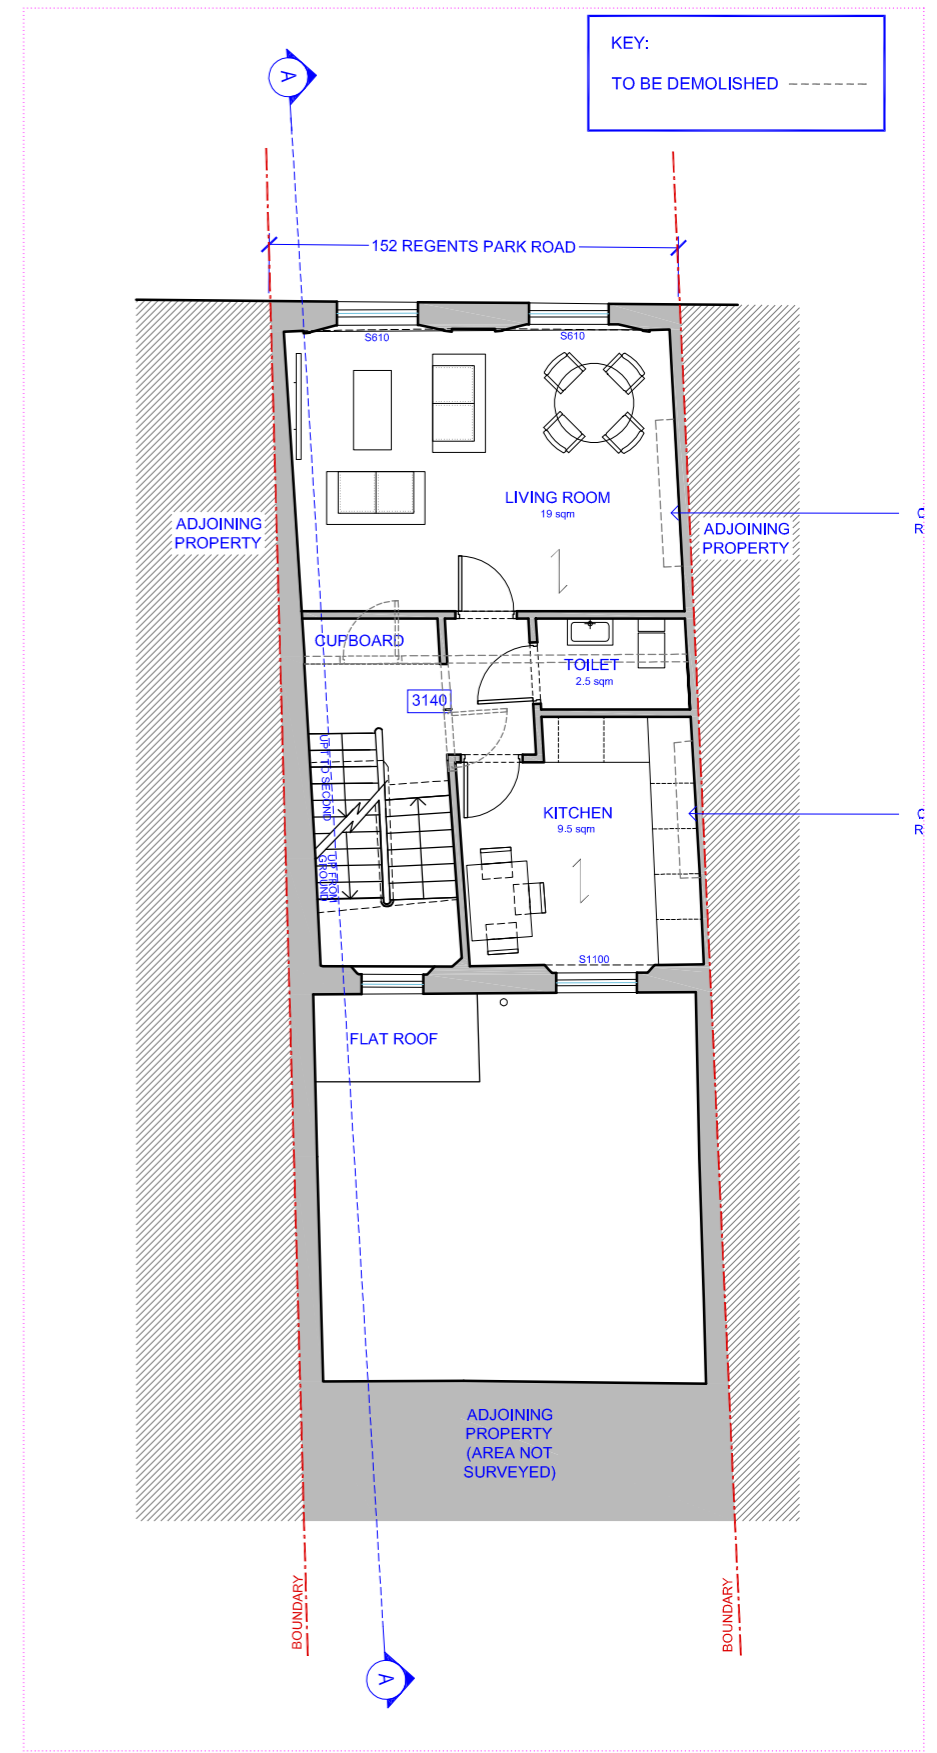 KEY:
TO BE DEMOLISHED
A
152 REGENTS PARK ROAD
S610
S610
LIVING ROOM
19 sqm
ADJOINING
PROPERTY
ADJOINING
PROPERTY
CUPBOARD
TOILET
2.5 sqm
3140
UPT TO SECOND
UP FROM
GROUND
KITCHEN
9.5 sqm
S1100
FLAT ROOF
ADJOINING
PROPERTY
(AREA NOT
SURVEYED)
BOUNDARY
BOUNDARY
A